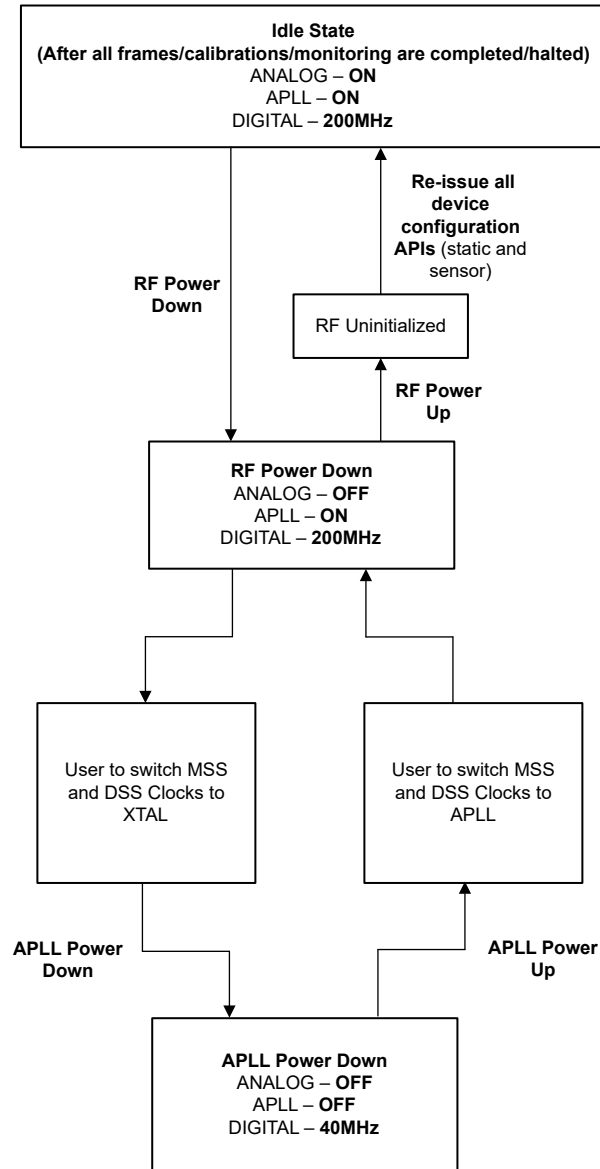 Idle State
(After all frames/calibrations/monitoring are completed/halted)
ANALOG – ON
APLL – ON
DIGITAL – 200MHz
Re-issue all
device
configuration
APIs (static and
sensor)
RF Power
Down
RF Uninitialized
RF Power
Up
RF Power Down
ANALOG – OFF
APLL – ON
DIGITAL – 200MHz
User to switch MSS
and DSS Clocks to
XTAL
User to switch MSS
and DSS Clocks to
APLL
APLL Power
Down
APLL Power
Up
APLL Power Down
ANALOG – OFF
APLL – OFF
DIGITAL – 40MHz